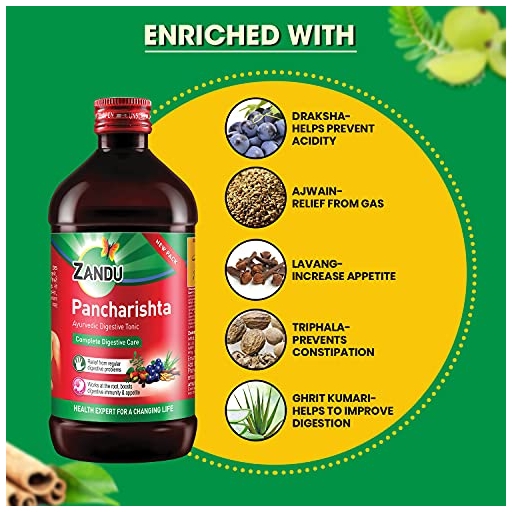 ENRICHED WITH
DRAKSHA-
HELPS PREVENT
ACIDITY
AJWAIN-
RELIEF FROM GAS
LAVANG-
INCREASE APPETITE
TRIPHALA-
PREVENTS
CONSTIPATION
GHRIT KUMARI-
HELPS TO IMPROVE
DIGESTION
NEW PACK
ZANDU
Pancharishta
Ayurvedic Digestive Tonic
Complete Digestive Care
Relief from regular
digestive problems
Works at the root, boosts
digestive immunity & appetite
HEALTH EXPERT FOR A CHANGING LIFE